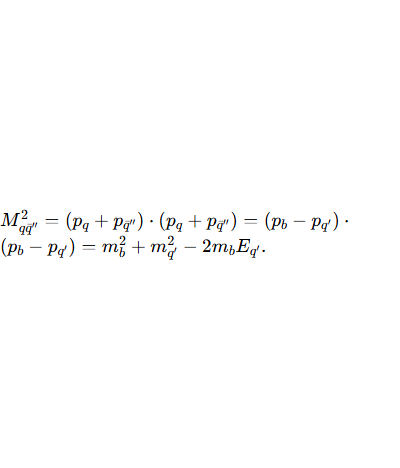 $M^2_{q\bar{q}''} = (p_q + p_{\bar{q}''}) \cdot (p_q + p_{\bar{q}''}) = (p_b - p_{q'}) \cdot$
$(p_b - p_{q'}) = m_b^2 + m_{q'}^2 - 2m_b E_{q'}.$